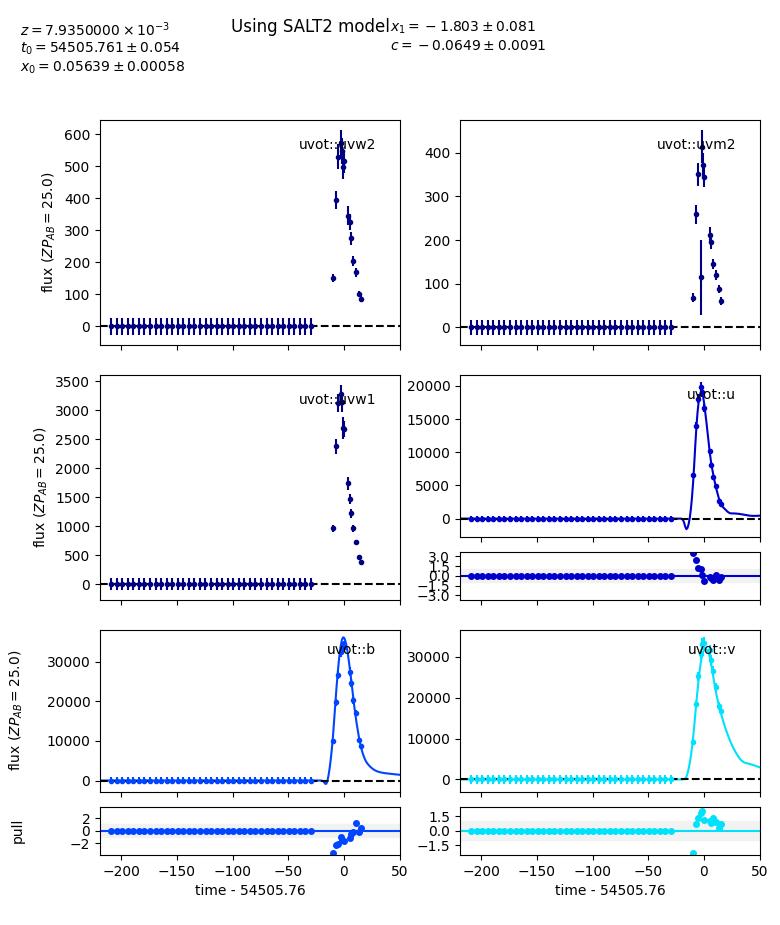 Using SALT2 model
z = 7.9350000 × 10⁻³
t₀ = 54505.761 ± 0.054
x₀ = 0.05639 ± 0.00058
x₁ = −1.803 ± 0.081
c = −0.0649 ± 0.0091
uvot::uvw2
flux (ZP_AB = 25.0)
600
500
400
300
200
100
0
uvot::uvm2
400
300
200
100
0
uvot::uvw1
flux (ZP_AB = 25.0)
3500
3000
2500
2000
1500
1000
500
0
uvot::u
20000
15000
10000
5000
0
3.0
1.5
0.0
−1.5
−3.0
uvot::b
flux (ZP_AB = 25.0)
30000
20000
10000
0
pull
2
0
−2
−200 −150 −100 −50 0 50
time - 54505.76
uvot::v
30000
20000
10000
0
1.5
0.0
−1.5
−200 −150 −100 −50 0 50
time - 54505.76